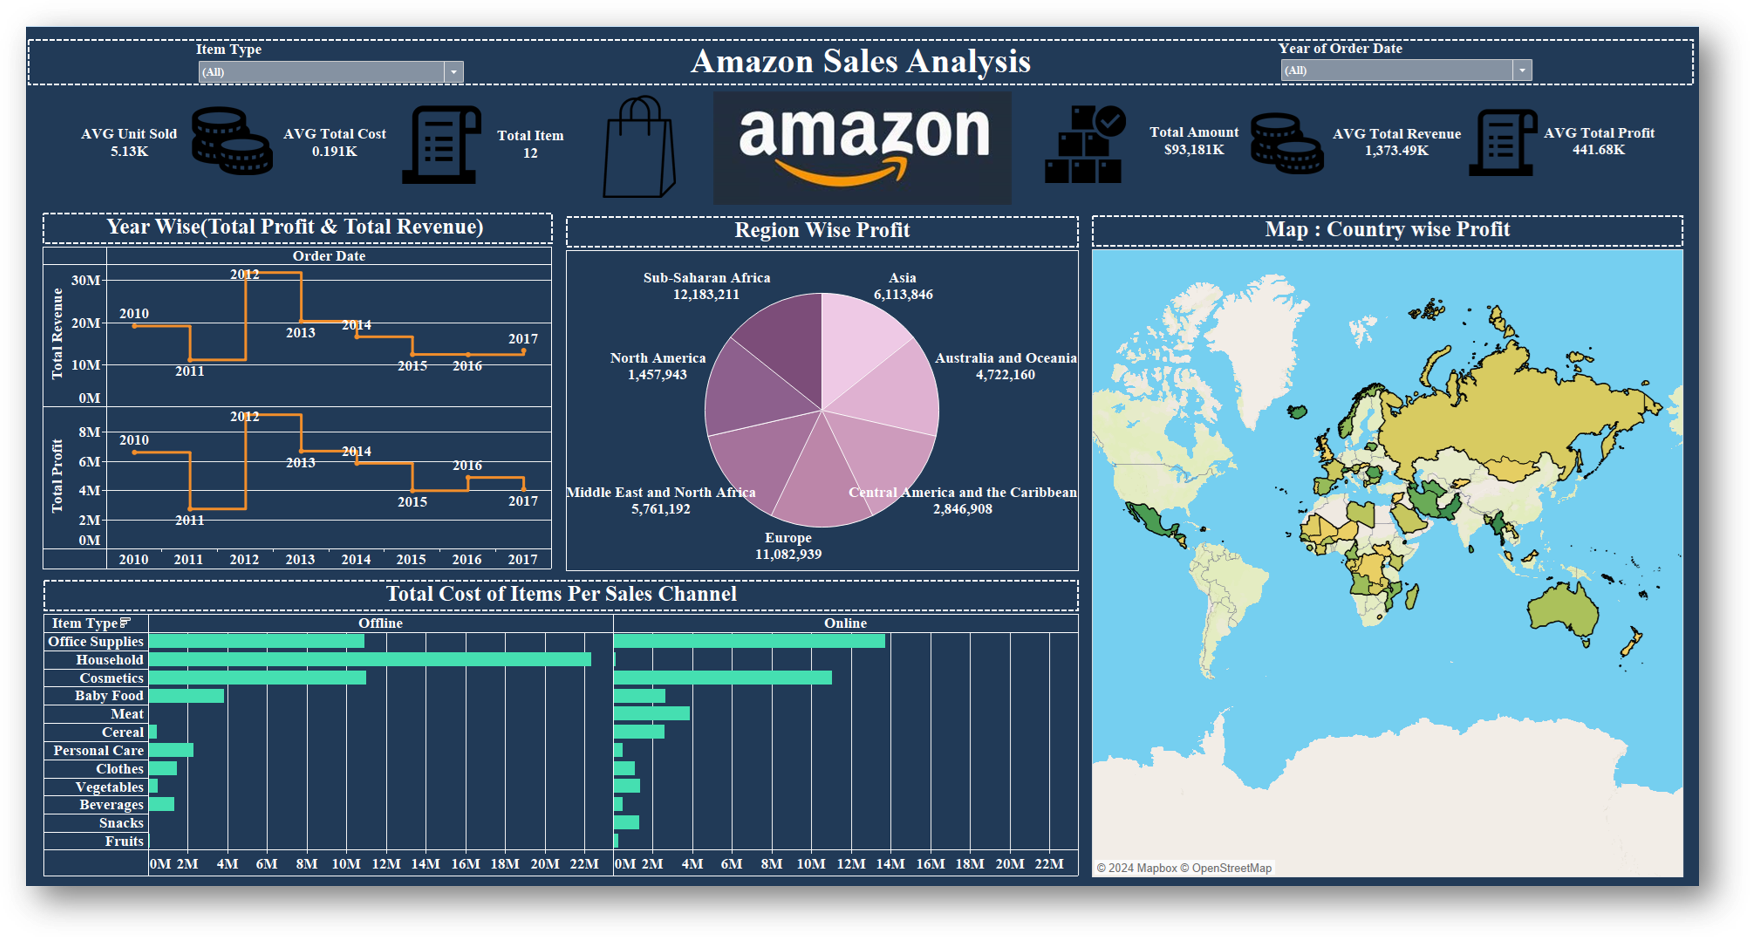 Item Type
(All)
Amazon Sales Analysis
Year of Order Date
(All)
AVG Unit Sold
5.13K
AVG Total Cost
0.191K
Total Item
12
amazon
Total Amount
$93,181K
AVG Total Revenue
1,373.49K
AVG Total Profit
441.68K
Year Wise(Total Profit & Total Revenue)
Order Date
Total Revenue
30M
20M
10M
0M
2010
2011
2012
2013
2014
2015
2016
2017
Total Profit
8M
6M
4M
2M
0M
2010
2011
2012
2013
2014
2015
2016
2017
2010 2011 2012 2013 2014 2015 2016 2017
Region Wise Profit
Sub-Saharan Africa
12,183,211
Asia
6,113,846
North America
1,457,943
Australia and Oceania
4,722,160
Middle East and North Africa
5,761,192
Central America and the Caribbean
2,846,908
Europe
11,082,939
Map : Country wise Profit
© 2024 Mapbox © OpenStreetMap
Total Cost of Items Per Sales Channel
Item Type Offline Online
Office Supplies
Household
Cosmetics
Baby Food
Meat
Cereal
Personal Care
Clothes
Vegetables
Beverages
Snacks
Fruits
0M 2M 4M 6M 8M 10M 12M 14M 16M 18M 20M 22M 0M 2M 4M 6M 8M 10M 12M 14M 16M 18M 20M 22M